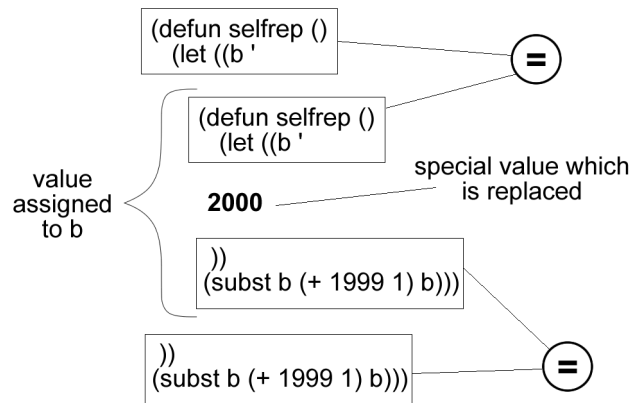 (defun selfrep ()
(let ((b '
=
(defun selfrep ()
(let ((b '
value
assigned
to b
2000
special value which
is replaced
))
(subst b (+ 1999 1) b)))
))
(subst b (+ 1999 1) b)))
=